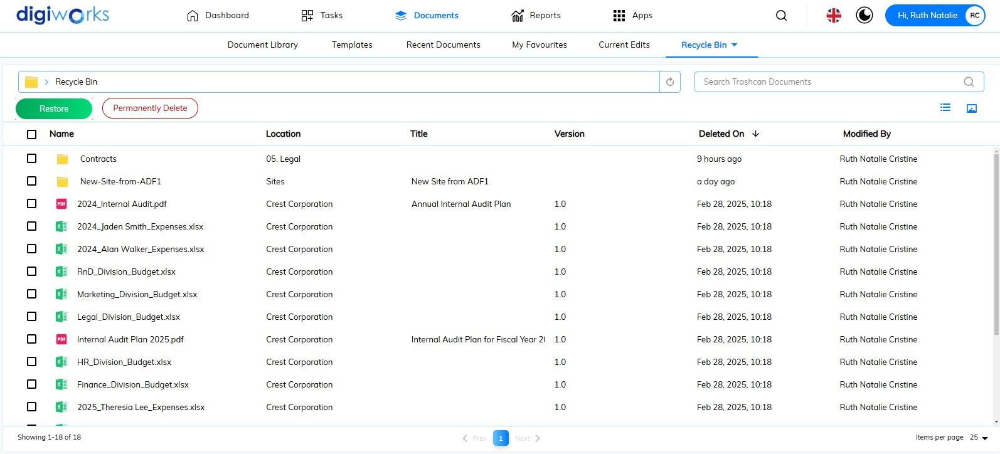 digiworks
Dashboard
Tasks
Documents
Reports
Apps
Hi, Ruth Natalie
RC
Document Library
Templates
Recent Documents
My Favourites
Current Edits
Recycle Bin
Recycle Bin
Search Trashcan Documents
Restore
Permanently Delete
Name Location Title Version Deleted On Modified By
Contracts 05. Legal 9 hours ago Ruth Natalie Cristine
New-Site-from-ADF1 Sites New Site from ADF1 a day ago Ruth Natalie Cristine
PDF 2024_Internal Audit.pdf Crest Corporation Annual Internal Audit Plan 1.0 Feb 28, 2025, 10:18 Ruth Natalie Cristine
X 2024_Jaden Smith_Expenses.xlsx Crest Corporation 1.0 Feb 28, 2025, 10:18 Ruth Natalie Cristine
X 2024_Alan Walker_Expenses.xlsx Crest Corporation 1.0 Feb 28, 2025, 10:18 Ruth Natalie Cristine
X RnD_Division_Budget.xlsx Crest Corporation 1.0 Feb 28, 2025, 10:18 Ruth Natalie Cristine
X Marketing_Division_Budget.xlsx Crest Corporation 1.0 Feb 28, 2025, 10:18 Ruth Natalie Cristine
X Legal_Division_Budget.xlsx Crest Corporation 1.0 Feb 28, 2025, 10:18 Ruth Natalie Cristine
PDF Internal Audit Plan 2025.pdf Crest Corporation Internal Audit Plan for Fiscal Year 1.0 Feb 28, 2025, 10:18 Ruth Natalie Cristine
X HR_Division_Budget.xlsx Crest Corporation 1.0 Feb 28, 2025, 10:18 Ruth Natalie Cristine
X Finance_Division_Budget.xlsx Crest Corporation 1.0 Feb 28, 2025, 10:18 Ruth Natalie Cristine
X 2025_Theresia Lee_Expenses.xlsx Crest Corporation 1.0 Feb 28, 2025, 10:18 Ruth Natalie Cristine
Showing 1-18 of 18 Prev 1 Next Items per page 25